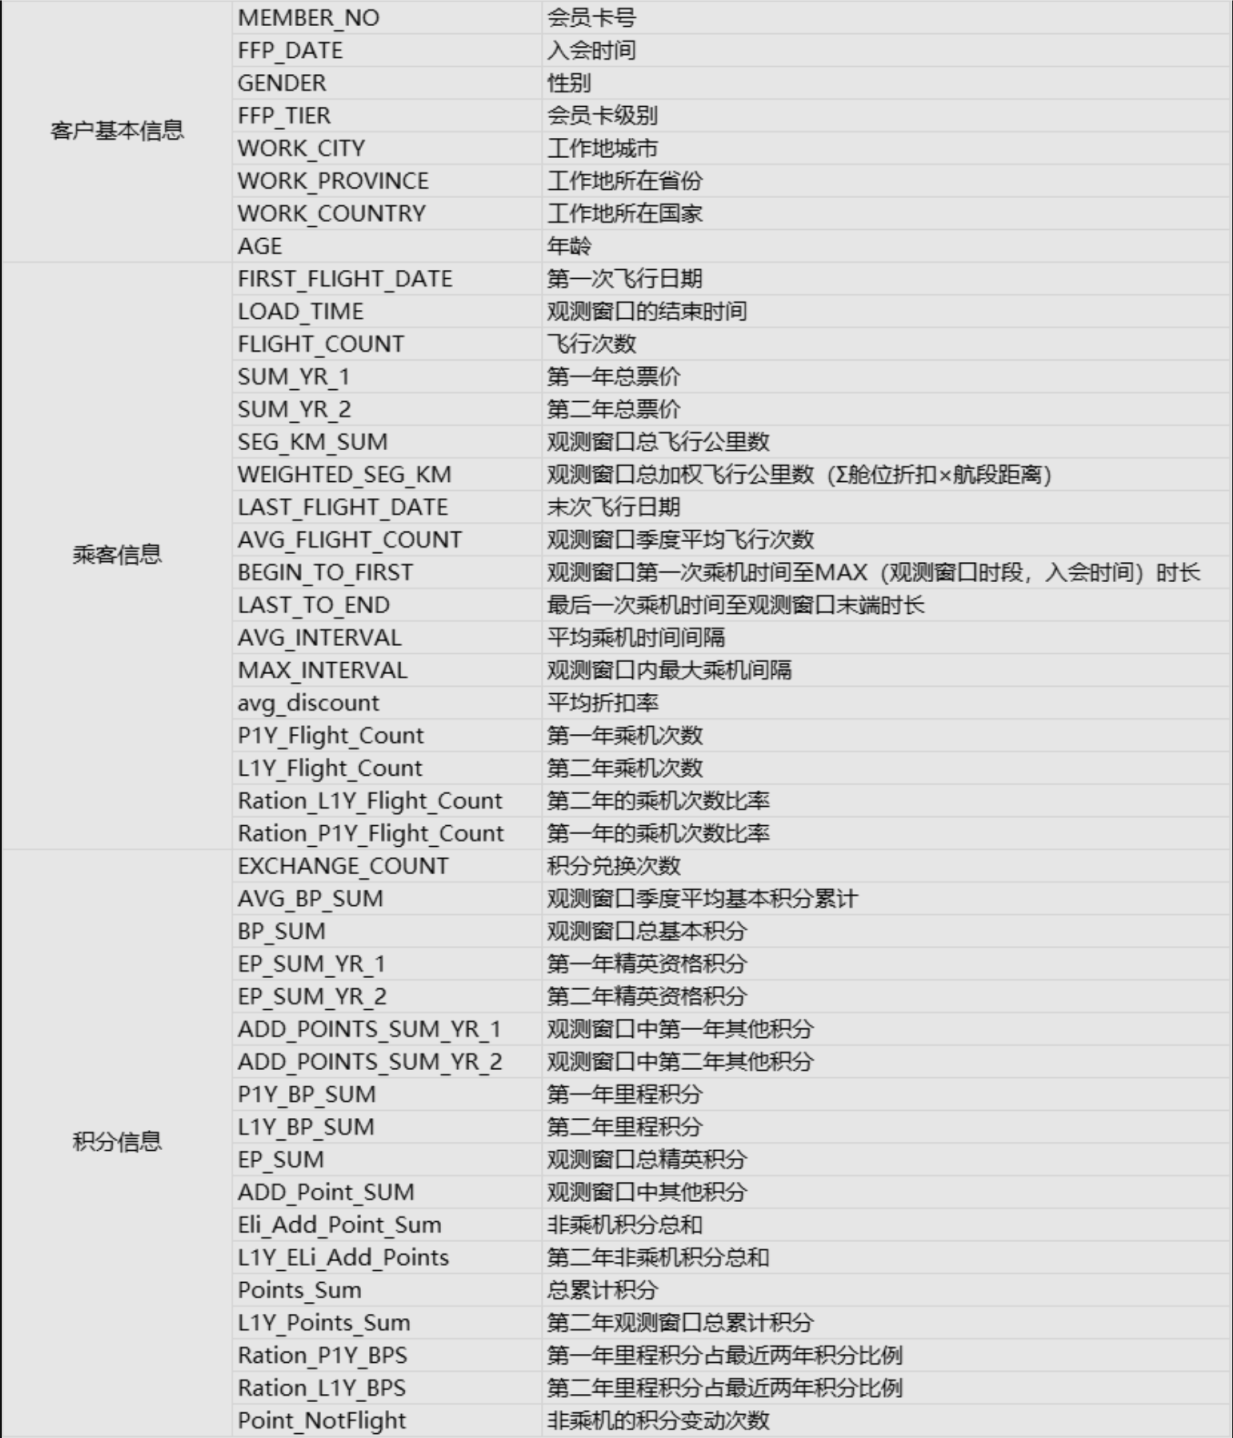 客户基本信息
MEMBER_NO 会员卡号
FFP_DATE 入会时间
GENDER 性别
FFP_TIER 会员卡级别
WORK_CITY 工作地城市
WORK_PROVINCE 工作地所在省份
WORK_COUNTRY 工作地所在国家
AGE 年龄
乘客信息
FIRST_FLIGHT_DATE 第一次飞行日期
LOAD_TIME 观测窗口的结束时间
FLIGHT_COUNT 飞行次数
SUM_YR_1 第一年总票价
SUM_YR_2 第二年总票价
SEG_KM_SUM 观测窗口总飞行公里数
WEIGHTED_SEG_KM 观测窗口总加权飞行公里数（Σ舱位折扣×航段距离）
LAST_FLIGHT_DATE 末次飞行日期
AVG_FLIGHT_COUNT 观测窗口季度平均飞行次数
BEGIN_TO_FIRST 观测窗口第一次乘机时间至MAX（观测窗口时段，入会时间）时长
LAST_TO_END 最后一次乘机时间至观测窗口末端时长
AVG_INTERVAL 平均乘机时间间隔
MAX_INTERVAL 观测窗口内最大乘机间隔
avg_discount 平均折扣率
P1Y_Flight_Count 第一年乘机次数
L1Y_Flight_Count 第二年乘机次数
Ration_L1Y_Flight_Count 第二年的乘机次数比率
Ration_P1Y_Flight_Count 第一年的乘机次数比率
积分信息
EXCHANGE_COUNT 积分兑换次数
AVG_BP_SUM 观测窗口季度平均基本积分累计
BP_SUM 观测窗口总基本积分
EP_SUM_YR_1 第一年精英资格积分
EP_SUM_YR_2 第二年精英资格积分
ADD_POINTS_SUM_YR_1 观测窗口中第一年其他积分
ADD_POINTS_SUM_YR_2 观测窗口中第二年其他积分
P1Y_BP_SUM 第一年里程积分
L1Y_BP_SUM 第二年里程积分
EP_SUM 观测窗口总精英积分
ADD_Point_SUM 观测窗口中其他积分
Eli_Add_Point_Sum 非乘机积分总和
L1Y_ELi_Add_Points 第二年非乘机积分总和
Points_Sum 总累计积分
L1Y_Points_Sum 第二年观测窗口总累计积分
Ration_P1Y_BPS 第一年里程积分占最近两年积分比例
Ration_L1Y_BPS 第二年里程积分占最近两年积分比例
Point_NotFlight 非乘机的积分变动次数